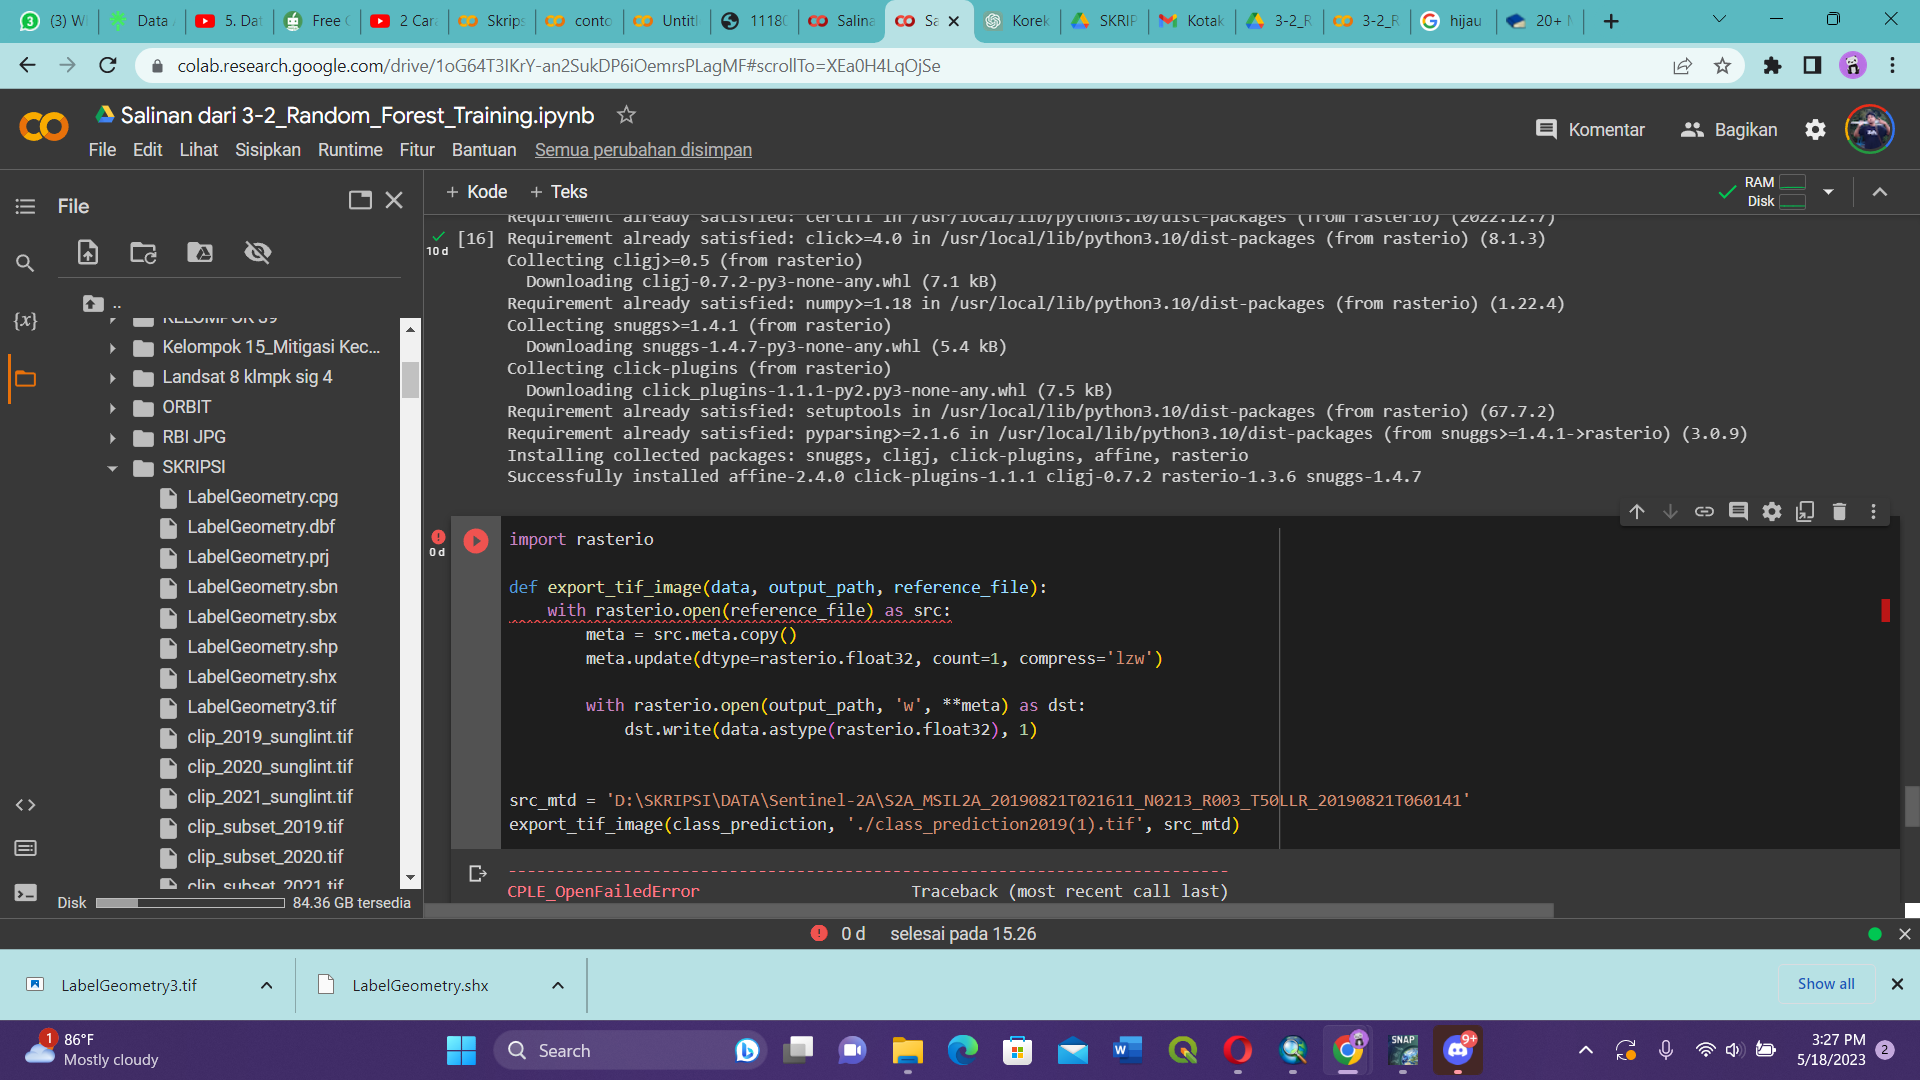 (3) W
Data
5. Dat
Free C
2 Cara
Skrips
conto
Untitl
11180
Salina
Sa
Korek
SKRIP
Kotak
3-2_R
3-2_R
hijau
20+
colab.research.google.com/drive/1oG64T3IKrY-an2SukDP6iOemrsPLagMF#scrollTo=XEa0H4LqOjSe
Salinan dari 3-2_Random_Forest_Training.ipynb
Komentar
Bagikan
File Edit Lihat Sisipkan Runtime Fitur Bantuan Semua perubahan disimpan
File
+ Kode + Teks
RAM
Disk
..
KELOMPOK 39
Kelompok 15_Mitigasi Kec...
Landsat 8 klmpk sig 4
ORBIT
RBI JPG
SKRIPSI
LabelGeometry.cpg
LabelGeometry.dbf
LabelGeometry.prj
LabelGeometry.sbn
LabelGeometry.sbx
LabelGeometry.shp
LabelGeometry.shx
LabelGeometry3.tif
clip_2019_sunglint.tif
clip_2020_sunglint.tif
clip_2021_sunglint.tif
clip_subset_2019.tif
clip_subset_2020.tif
clip_subset_2021.tif
Disk 84.36 GB tersedia
{x}
Requirement already satisfied: certifi in /usr/local/lib/python3.10/dist-packages (from rasterio) (2022.12.7)
10 d
[16] Requirement already satisfied: click>=4.0 in /usr/local/lib/python3.10/dist-packages (from rasterio) (8.1.3)
Collecting cligj>=0.5 (from rasterio)
Downloading cligj-0.7.2-py3-none-any.whl (7.1 kB)
Requirement already satisfied: numpy>=1.18 in /usr/local/lib/python3.10/dist-packages (from rasterio) (1.22.4)
Collecting snuggs>=1.4.1 (from rasterio)
Downloading snuggs-1.4.7-py3-none-any.whl (5.4 kB)
Collecting click-plugins (from rasterio)
Downloading click_plugins-1.1.1-py2.py3-none-any.whl (7.5 kB)
Requirement already satisfied: setuptools in /usr/local/lib/python3.10/dist-packages (from rasterio) (67.7.2)
Requirement already satisfied: pyparsing>=2.1.6 in /usr/local/lib/python3.10/dist-packages (from snuggs>=1.4.1->rasterio) (3.0.9)
Installing collected packages: snuggs, cligj, click-plugins, affine, rasterio
Successfully installed affine-2.4.0 click-plugins-1.1.1 cligj-0.7.2 rasterio-1.3.6 snuggs-1.4.7
0 d
import rasterio
def export_tif_image(data, output_path, reference_file):
with rasterio.open(reference_file) as src:
meta = src.meta.copy()
meta.update(dtype=rasterio.float32, count=1, compress='lzw')
with rasterio.open(output_path, 'w', **meta) as dst:
dst.write(data.astype(rasterio.float32), 1)
src_mtd = 'D:\SKRIPSI\DATA\Sentinel-2A\S2A_MSIL2A_20190821T021611_N0213_R003_T50LLR_20190821T060141'
export_tif_image(class_prediction, './class_prediction2019(1).tif', src_mtd)
---------------------------------------------------------------------------
CPLE_OpenFailedError Traceback (most recent call last)
0 d selesai pada 15.26
LabelGeometry3.tif
LabelGeometry.shx
Show all
1
86°F
Mostly cloudy
Search
SNAP
9+
3:27 PM
5/18/2023
2